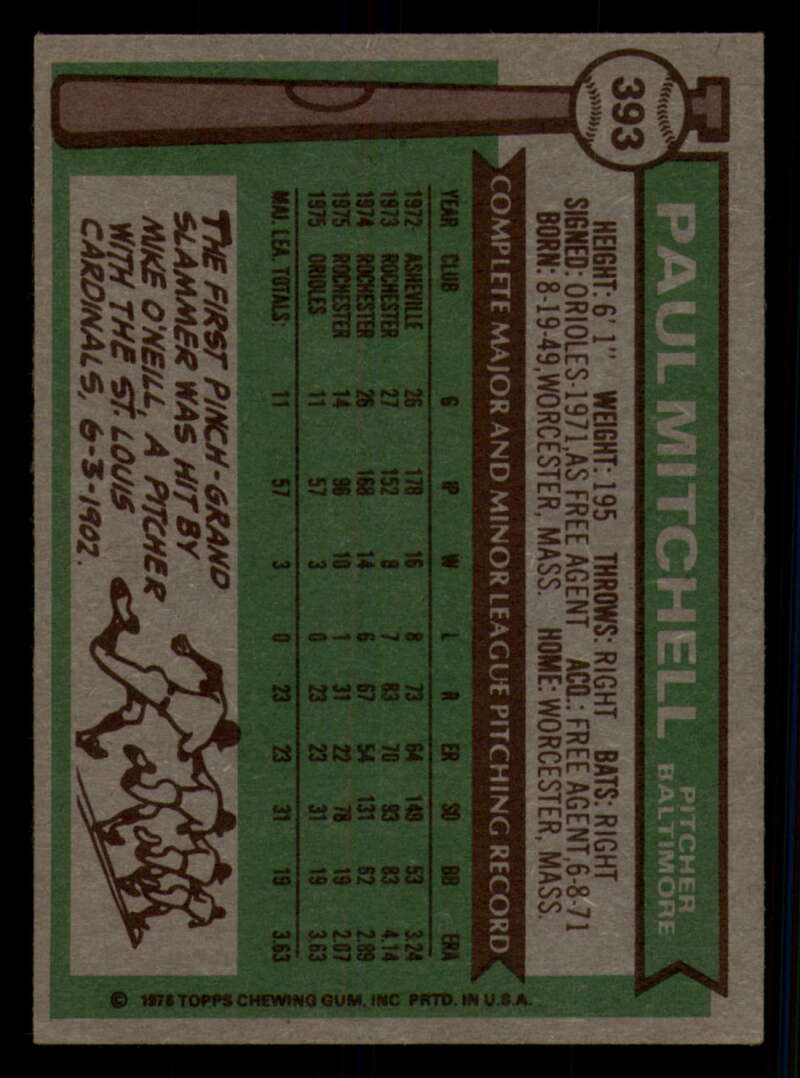 393
PAUL MITCHELL
PITCHER
BALTIMORE
HEIGHT: 6' 1" WEIGHT: 195 THROWS: RIGHT BATS: RIGHT
SIGNED: ORIOLES-1971, AS FREE AGENT ACQ.: FREE AGENT, 6-8-71
BORN: 8-19-49, WORCESTER, MASS. HOME: WORCESTER, MASS.
COMPLETE MAJOR AND MINOR LEAGUE PITCHING RECORD
YEAR CLUB G IP W L R ER SO BB ERA
1972 ASHEVILLE 26 178 16 8 73 64 149 53 3.24
1973 ROCHESTER 27 152 8 7 83 70 93 83 4.14
1974 ROCHESTER 26 168 14 6 67 54 131 62 2.89
1975 ROCHESTER 14 96 10 1 31 22 78 19 2.07
1975 ORIOLES 11 57 3 0 23 23 31 19 3.63
MAJ. LEA. TOTALS: 11 57 3 0 23 23 31 19 3.63
THE FIRST PINCH-GRAND
SLAMMER WAS HIT BY
MIKE O'NEILL, A PITCHER
WITH THE ST. LOUIS
CARDINALS, 6-3-1902.
© 1976 TOPPS CHEWING GUM, INC PRTD. IN U.S.A.